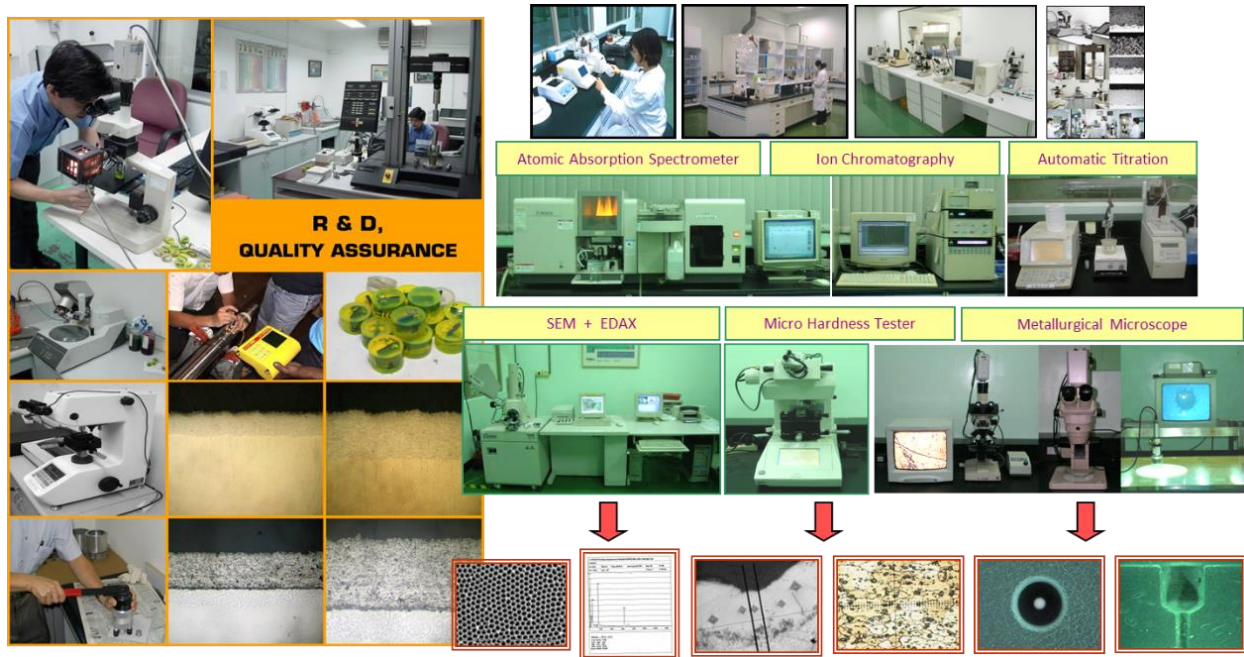 R & D,
QUALITY ASSURANCE
Atomic Absorption Spectrometer
Ion Chromatography
Automatic Titration
SEM + EDAX
Micro Hardness Tester
Metallurgical Microscope